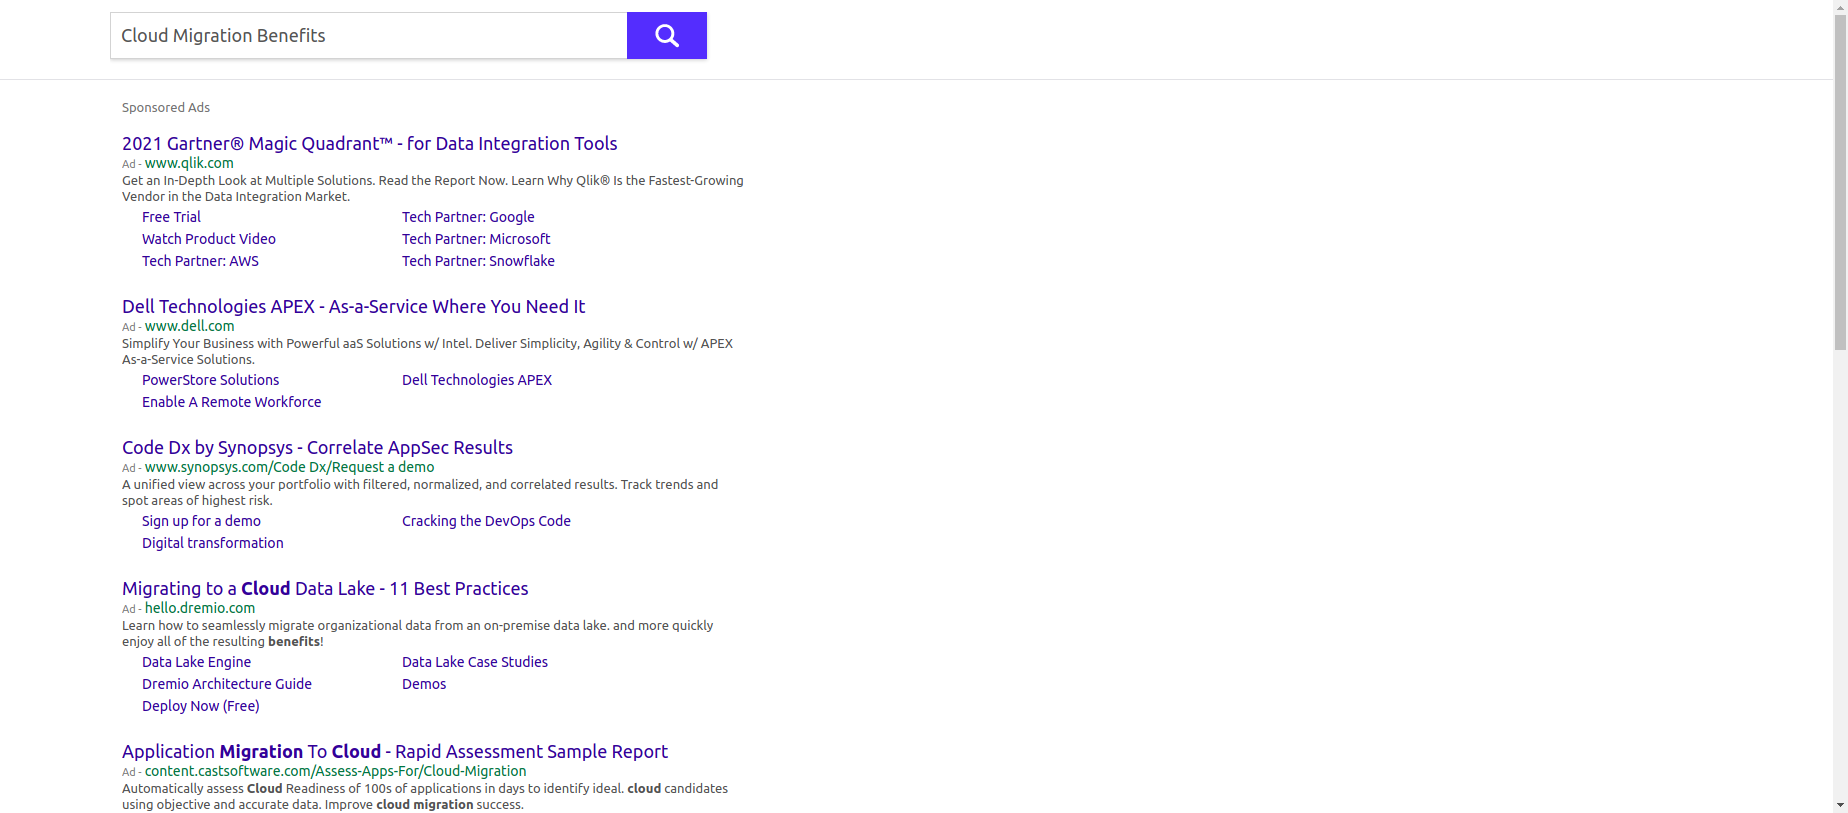 Cloud Migration Benefits
Sponsored Ads
2021 Gartner® Magic Quadrant™ - for Data Integration Tools
Ad - www.qlik.com
Get an In-Depth Look at Multiple Solutions. Read the Report Now. Learn Why Qlik® Is the Fastest-Growing
Vendor in the Data Integration Market.
Free Trial
Tech Partner: Google
Watch Product Video
Tech Partner: Microsoft
Tech Partner: AWS
Tech Partner: Snowflake
Dell Technologies APEX - As-a-Service Where You Need It
Ad - www.dell.com
Simplify Your Business with Powerful aaS Solutions w/ Intel. Deliver Simplicity, Agility & Control w/ APEX
As-a-Service Solutions.
PowerStore Solutions
Dell Technologies APEX
Enable A Remote Workforce
Code Dx by Synopsys - Correlate AppSec Results
Ad - www.synopsys.com/Code Dx/Request a demo
A unified view across your portfolio with filtered, normalized, and correlated results. Track trends and
spot areas of highest risk.
Sign up for a demo
Cracking the DevOps Code
Digital transformation
Migrating to a Cloud Data Lake - 11 Best Practices
Ad - hello.dremio.com
Learn how to seamlessly migrate organizational data from an on-premise data lake. and more quickly
enjoy all of the resulting benefits!
Data Lake Engine
Data Lake Case Studies
Dremio Architecture Guide
Demos
Deploy Now (Free)
Application Migration To Cloud - Rapid Assessment Sample Report
Ad - content.castsoftware.com/Assess-Apps-For/Cloud-Migration
Automatically assess Cloud Readiness of 100s of applications in days to identify ideal. cloud candidates
using objective and accurate data. Improve cloud migration success.